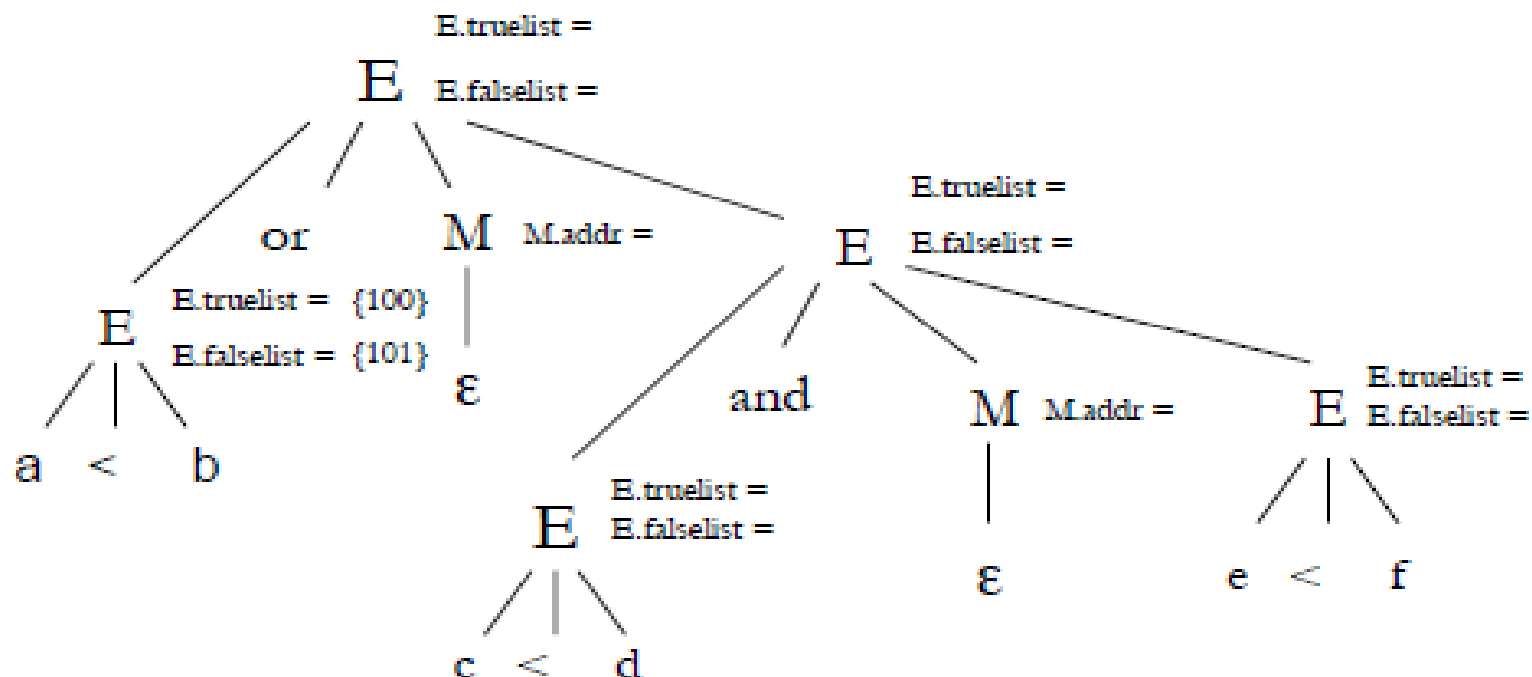 E.truelist =
E
E.falselist =
E.truelist =
or
M
M.addr =
E
E.falselist =
E
E.truelist = {100}
E.falselist = {101}
ε
and
M
M.addr =
E
E.truelist =
E.falselist =
a < b
E
E.truelist =
E.falselist =
ε
e < f
c < d